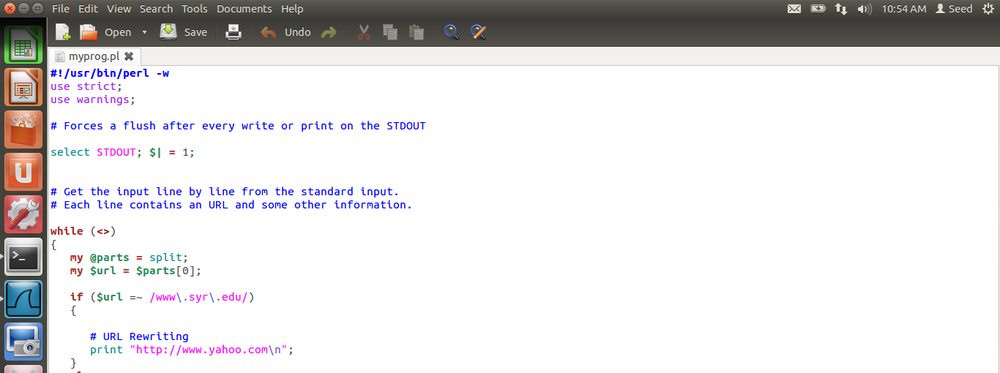 File Edit View Search Tools Documents Help 10:54 AM Seed
Open Save Undo
myprog.pl
#!/usr/bin/perl -w
use strict;
use warnings;
# Forces a flush after every write or print on the STDOUT
select STDOUT; $| = 1;
# Get the input line by line from the standard input.
# Each line contains an URL and some other information.
while (<>)
{
my @parts = split;
my $url = $parts[0];
if ($url =~ /www\.syr\.edu/)
{
# URL Rewriting
print "http://www.yahoo.com\n";
}